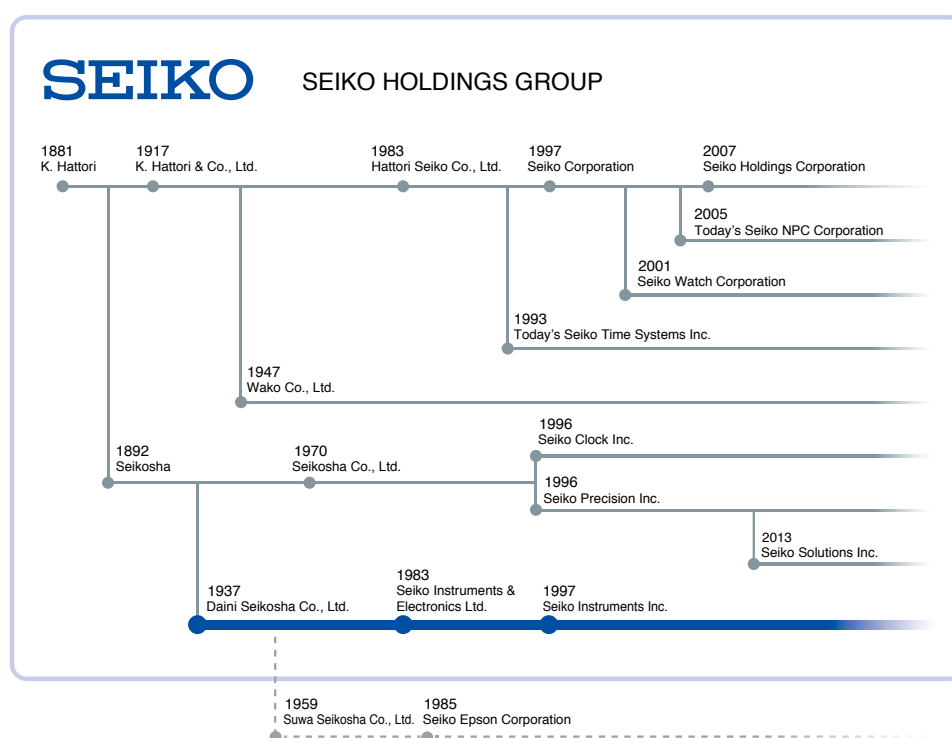 SEIKO
SEIKO HOLDINGS GROUP
1881
K. Hattori
1917
K. Hattori & Co., Ltd.
1983
Hattori Seiko Co., Ltd.
1997
Seiko Corporation
2007
Seiko Holdings Corporation
2005
Today's Seiko NPC Corporation
2001
Seiko Watch Corporation
1993
Today's Seiko Time Systems Inc.
1947
Wako Co., Ltd.
1892
Seikosha
1970
Seikosha Co., Ltd.
1996
Seiko Clock Inc.
1996
Seiko Precision Inc.
2013
Seiko Solutions Inc.
1937
Daini Seikosha Co., Ltd.
1983
Seiko Instruments &
Electronics Ltd.
1997
Seiko Instruments Inc.
1959
Suwa Seikosha Co., Ltd.
1985
Seiko Epson Corporation